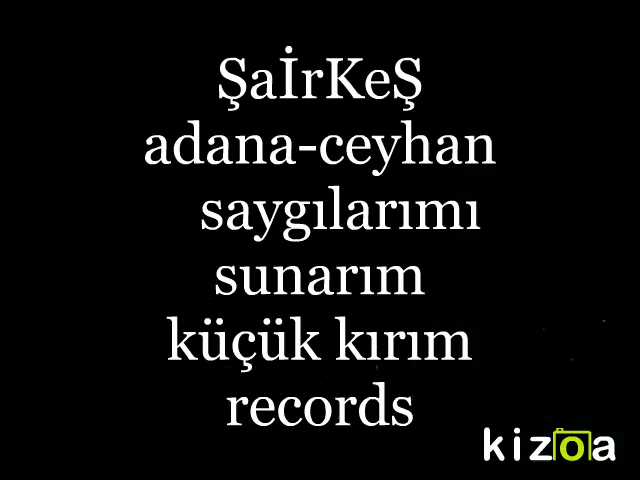 ŞaİrKeŞ
adana-ceyhan
saygılarımı
sunarım
küçük kırım
records
kizoa